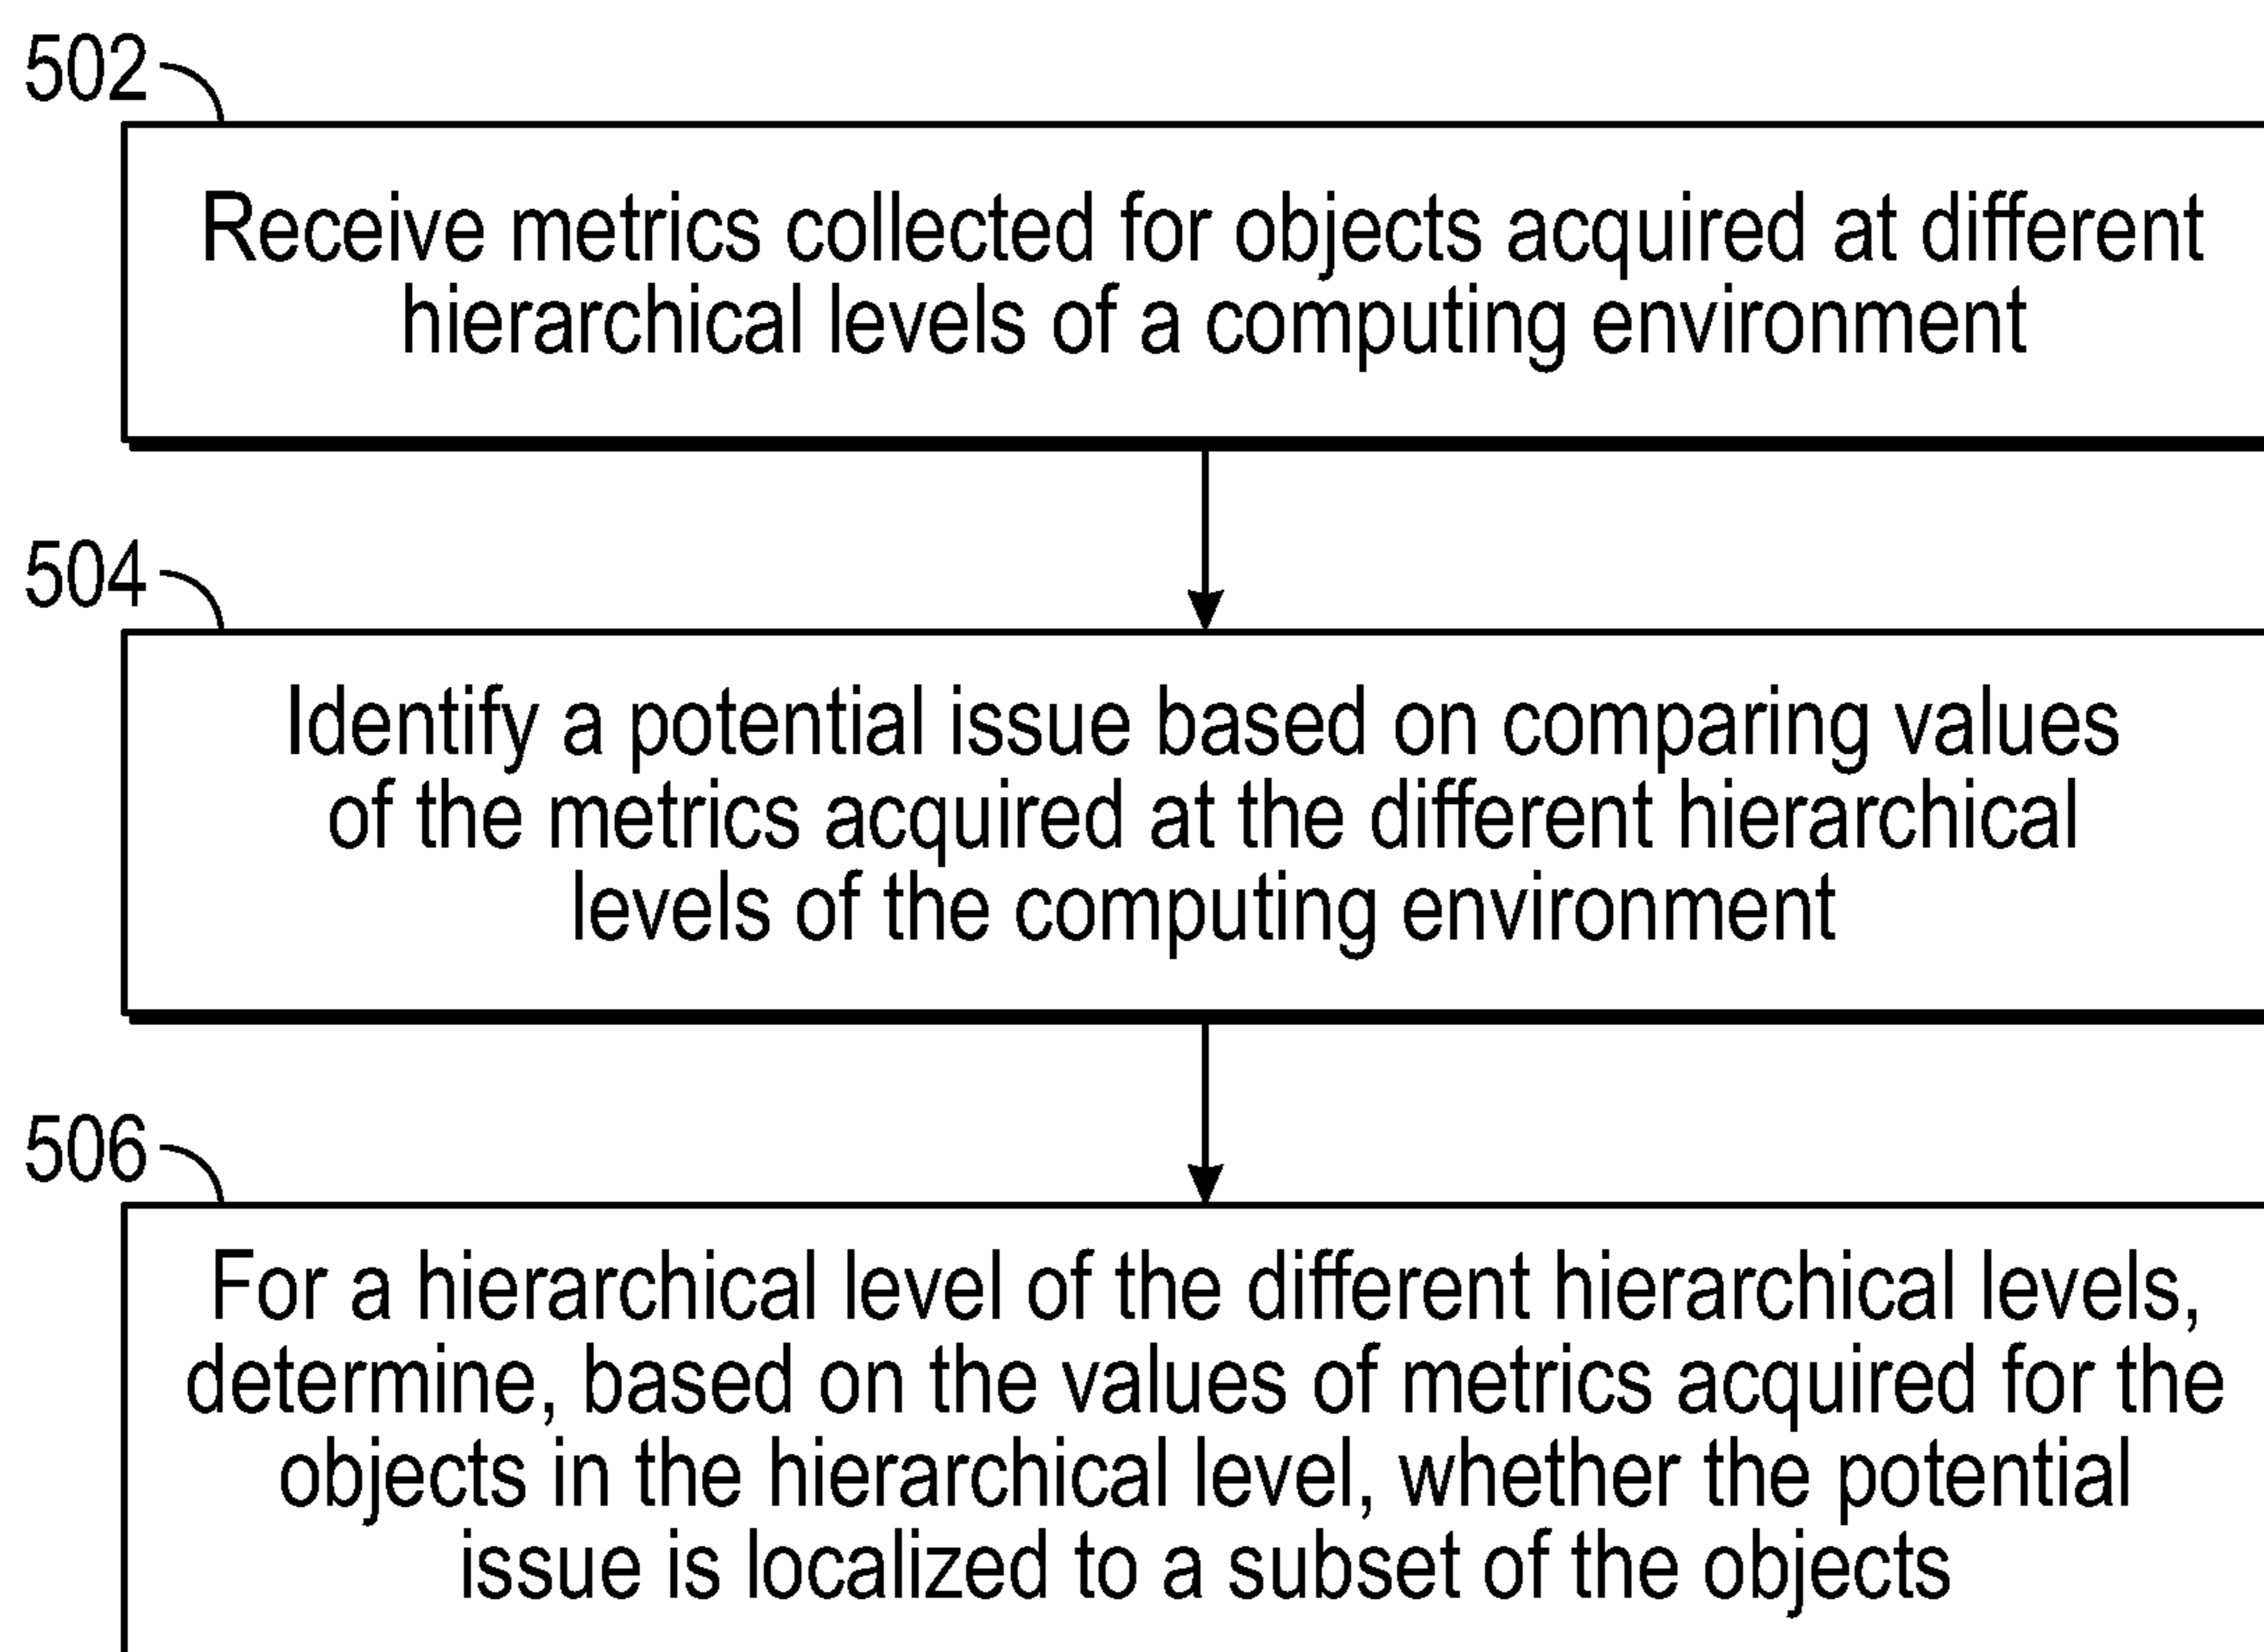 502
Receive metrics collected for objects acquired at different
hierarchical levels of a computing environment
504
Identify a potential issue based on comparing values
of the metrics acquired at the different hierarchical
levels of the computing environment
506
For a hierarchical level of the different hierarchical levels,
determine, based on the values of metrics acquired for the
objects in the hierarchical level, whether the potential
issue is localized to a subset of the objects